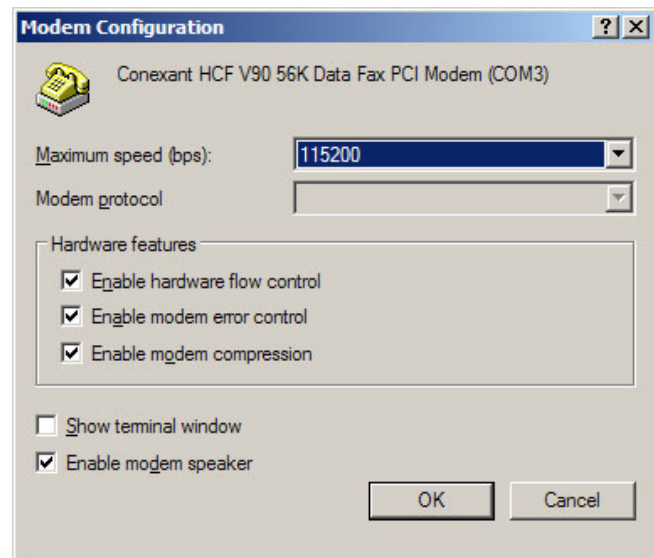 Modem Configuration
Conexant HCF V90 56K Data Fax PCI Modem (COM3)
Maximum speed (bps): 115200
Modem protocol
Hardware features
Enable hardware flow control
Enable modem error control
Enable modem compression
Show terminal window
Enable modem speaker
OK Cancel